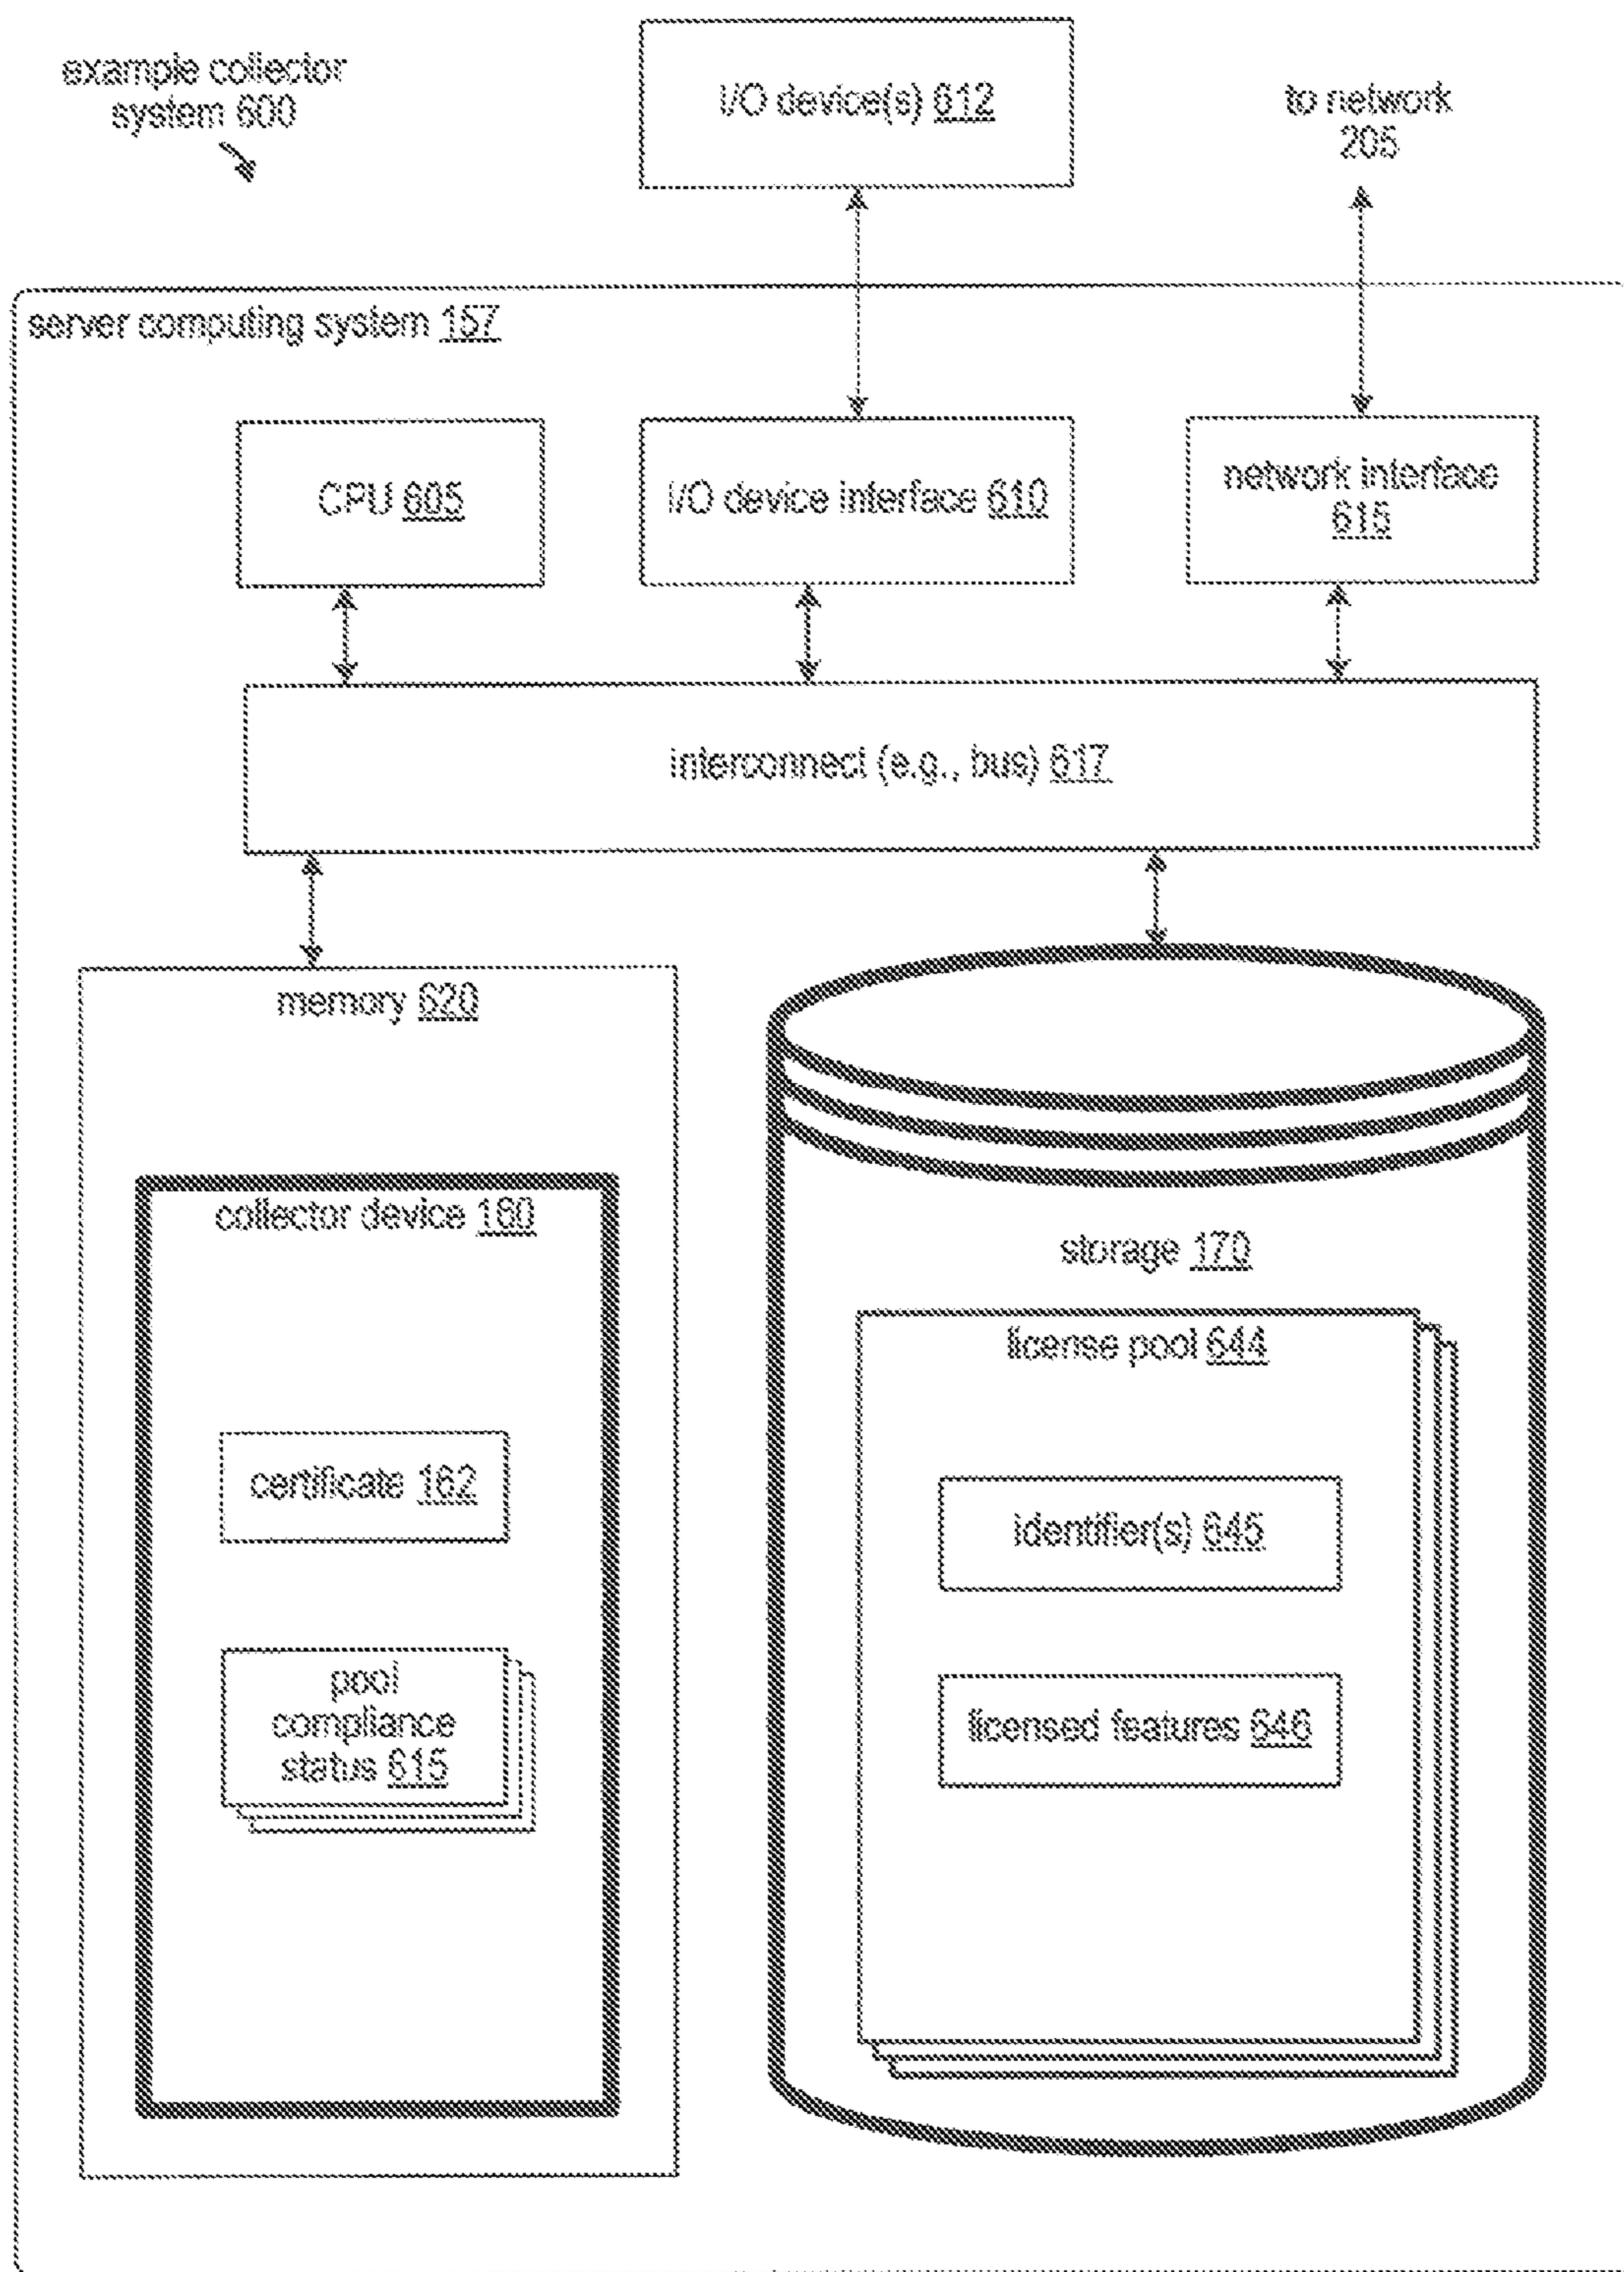 example collector
system 600
I/O device(s) 612
to network
205
server computing system 157
CPU 605
I/O device interface 610
network interface
615
interconnect (e.g., bus) 617
memory 620
collector device 160
certificate 162
pool
compliance
status 615
storage 170
license pool 644
identifier(s) 645
licensed features 646